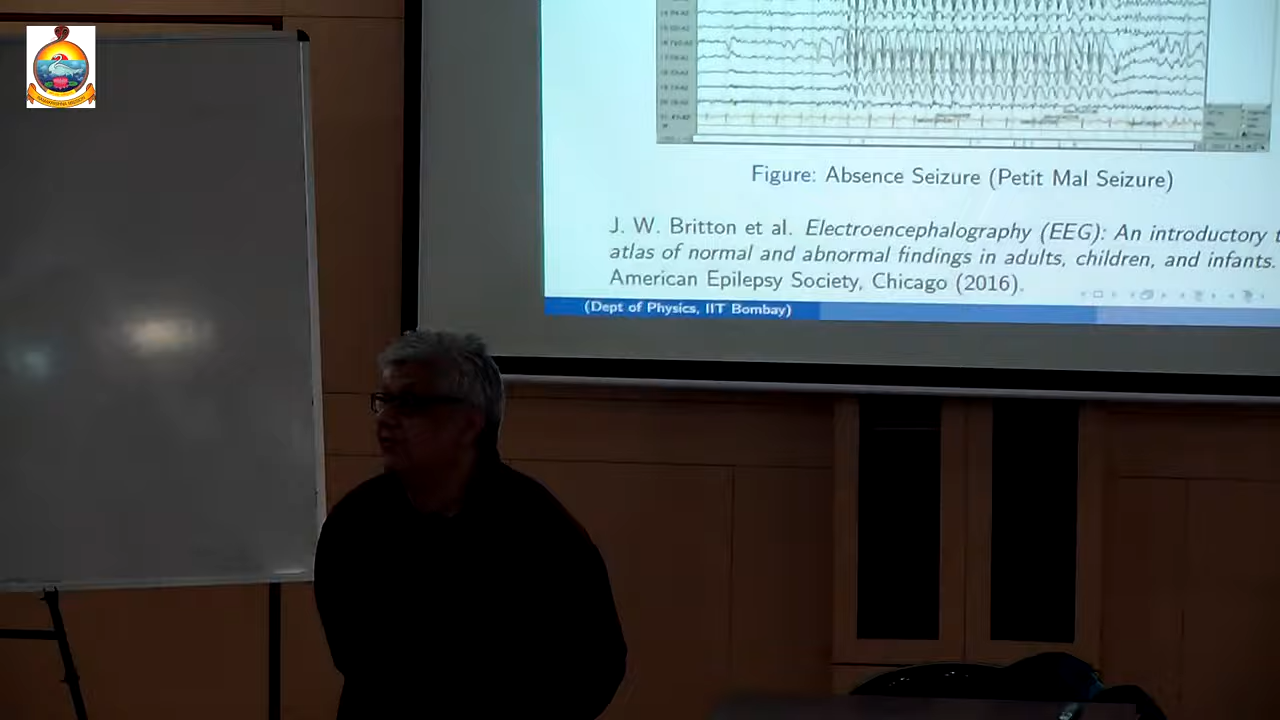 Figure: Absence Seizure (Petit Mal Seizure)
J. W. Britton et al. Electroencephalography (EEG): An introductory
atlas of normal and abnormal findings in adults, children, and infants.
American Epilepsy Society, Chicago (2016).
(Dept of Physics, IIT Bombay)